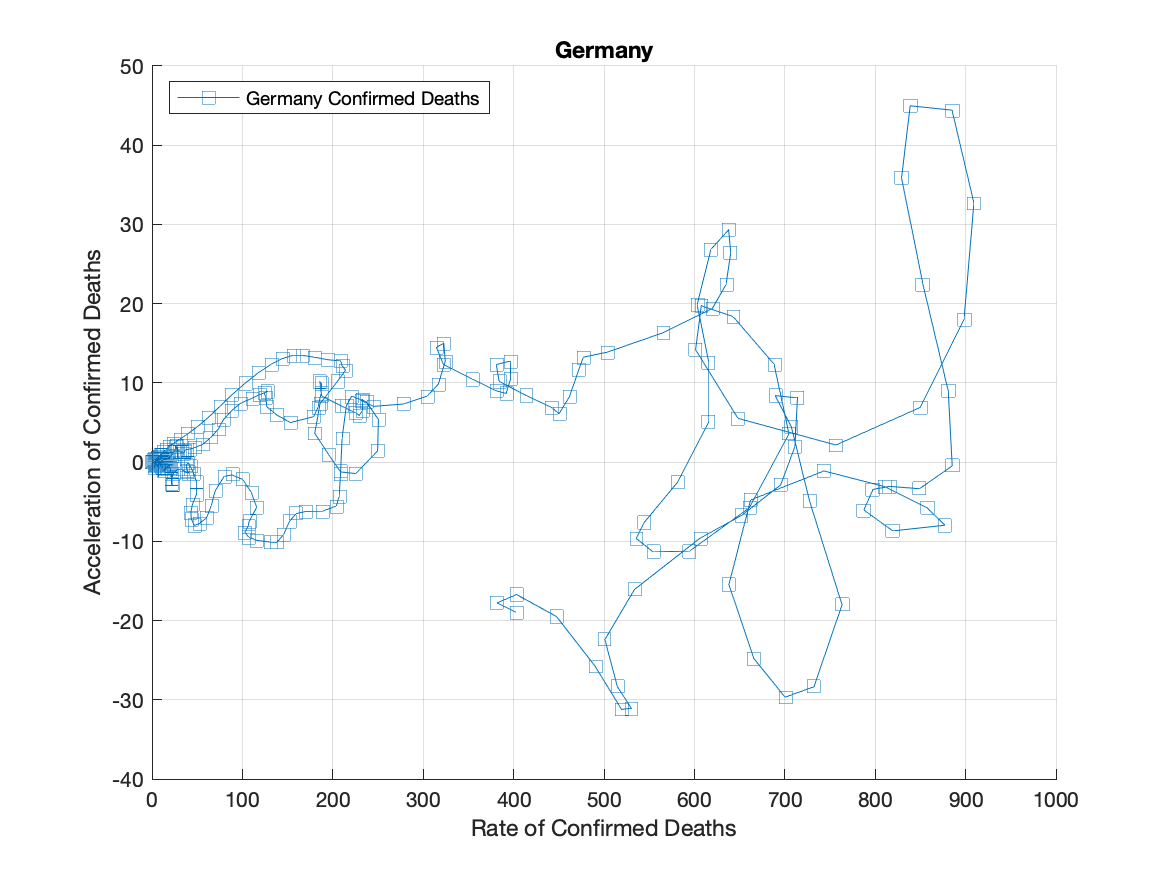 Germany
Germany Confirmed Deaths
50
40
30
20
10
0
-10
-20
-30
-40
Acceleration of Confirmed Deaths
0 100 200 300 400 500 600 700 800 900 1000
Rate of Confirmed Deaths